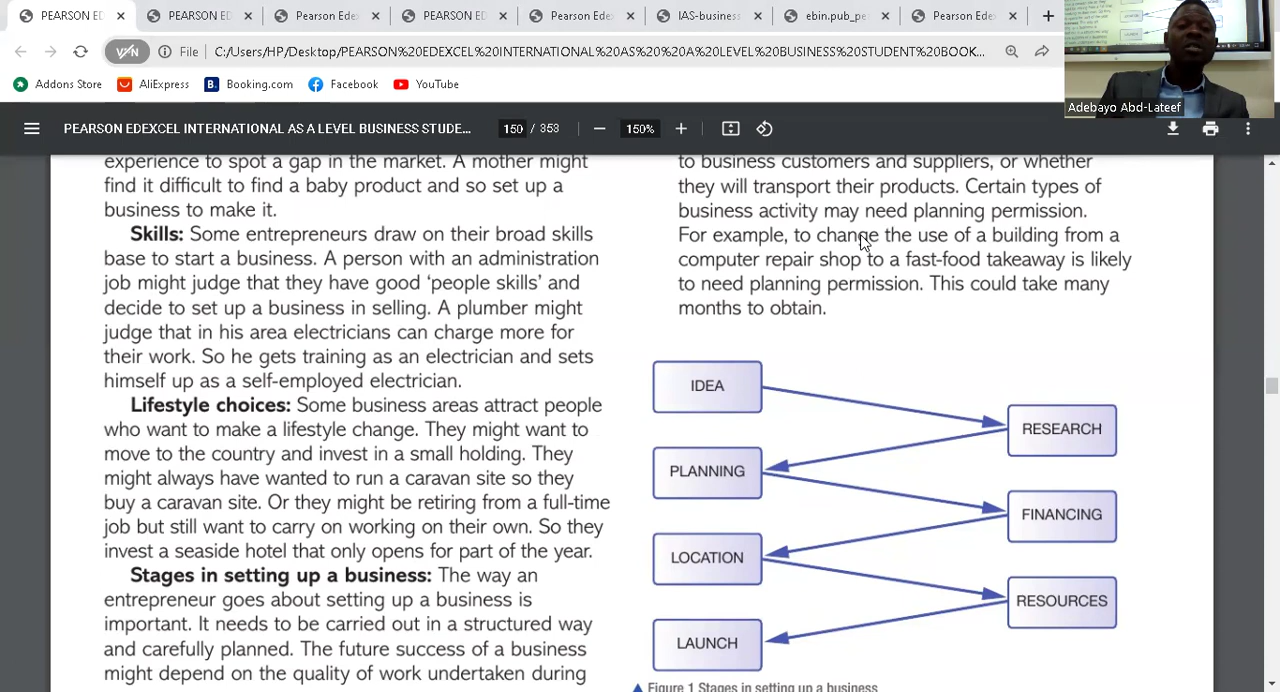 PEARSON EDE
PEARSON E
Pearson Ede
PEARSON E
Pearson Ede
IAS-business
ebin.pub_pe
Pearson Ede
VPN
File
C:/Users/HP/Desktop/PEARSON%20EDEXCEL%20INTERNATIONAL%20AS%20A%20LEVEL%20BUSINESS%20STUDENT%20BOOK...
Addons Store
AliExpress
B.
Booking.com
Facebook
YouTube
Adebayo Abd-Lateef
PEARSON EDEXCEL INTERNATIONAL AS A LEVEL BUSINESS STUDE...
150 / 358
150%
experience to spot a gap in the market. A mother might
find it difficult to find a baby product and so set up a
business to make it.
Skills: Some entrepreneurs draw on their broad skills
base to start a business. A person with an administration
job might judge that they have good ‘people skills’ and
decide to set up a business in selling. A plumber might
judge that in his area electricians can charge more for
their work. So he gets training as an electrician and sets
himself up as a self-employed electrician.
Lifestyle choices: Some business areas attract people
who want to make a lifestyle change. They might want to
move to the country and invest in a small holding. They
might always have wanted to run a caravan site so they
buy a caravan site. Or they might be retiring from a full-time
job but still want to carry on working on their own. So they
invest a seaside hotel that only opens for part of the year.
Stages in setting up a business: The way an
entrepreneur goes about setting up a business is
important. It needs to be carried out in a structured way
and carefully planned. The future success of a business
might depend on the quality of work undertaken during
to business customers and suppliers, or whether
they will transport their products. Certain types of
business activity may need planning permission.
For example, to change the use of a building from a
computer repair shop to a fast-food takeaway is likely
to need planning permission. This could take many
months to obtain.
IDEA
RESEARCH
PLANNING
FINANCING
LOCATION
RESOURCES
LAUNCH
Figure 1 Stages in setting up a business